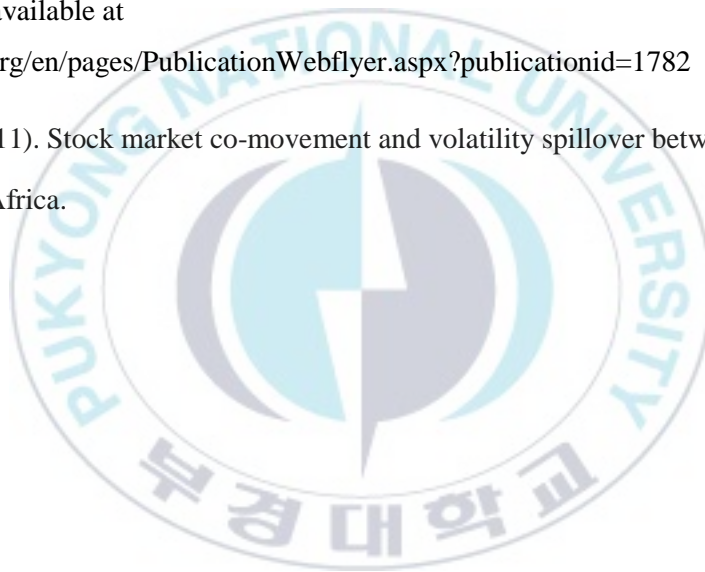 available at
rg/en/pages/PublicationWebflyer.aspx?publicationid=1782
11). Stock market co-movement and volatility spillover betw
Africa.
PUKYONG NATIONAL UNIVERSITY
부경대학교